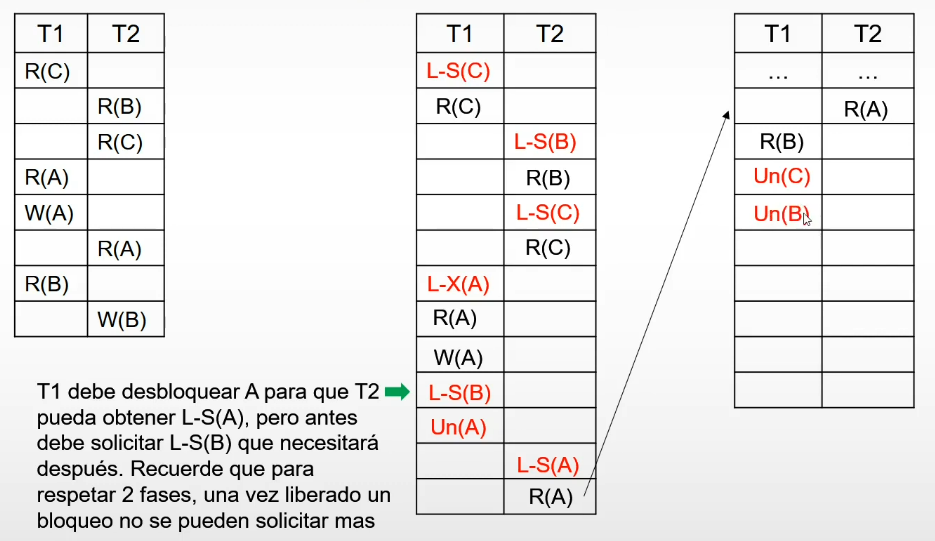 T1 T2
R(C)
R(B)
R(C)
R(A)
W(A)
R(A)
R(B)
W(B)
T1 debe desbloquear A para que T2
pueda obtener L-S(A), pero antes
debe solicitar L-S(B) que necesitará
después. Recuerde que para
respetar 2 fases, una vez liberado un
bloqueo no se pueden solicitar mas
T1 T2
L-S(C)
R(C)
L-S(B)
R(B)
L-S(C)
R(C)
L-X(A)
R(A)
W(A)
L-S(B)
Un(A)
L-S(A)
R(A)
T1 T2
... ...
R(A)
R(B)
Un(C)
Un(B)